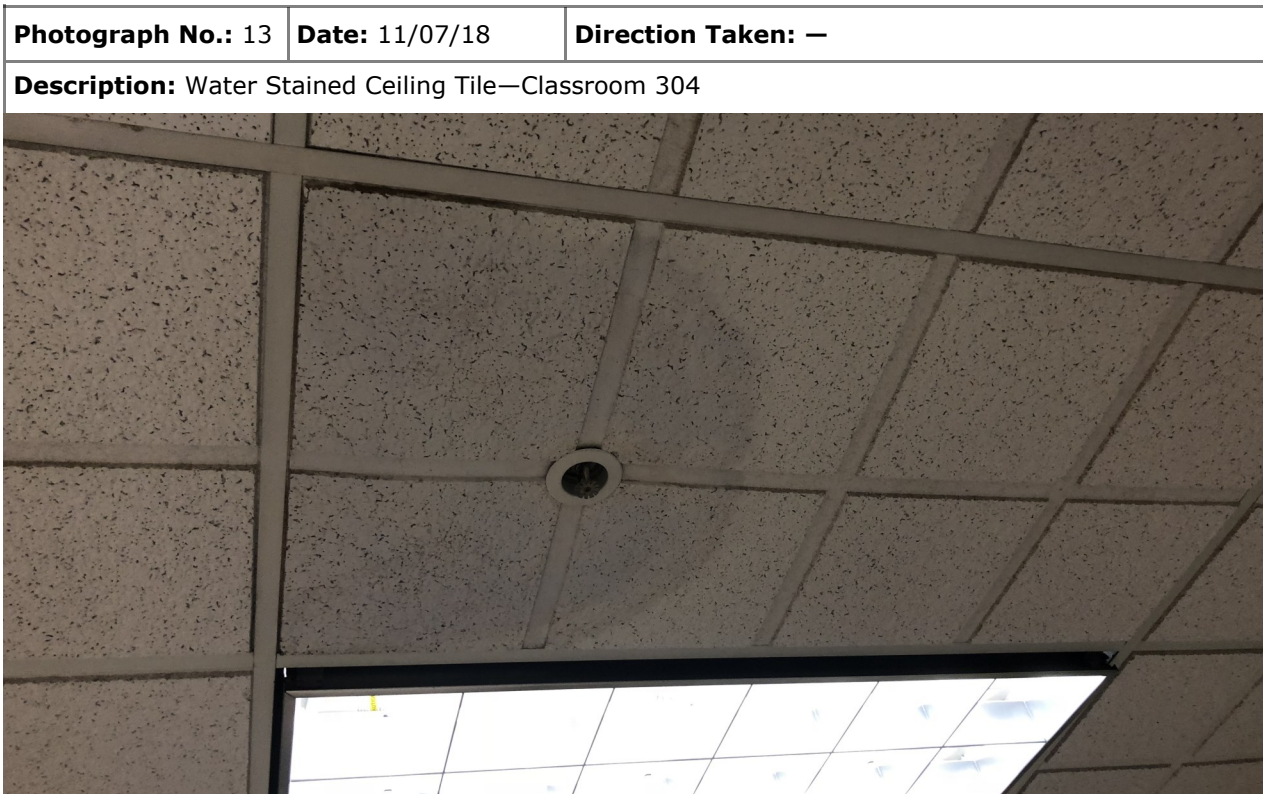 Photograph No.: 13 Date: 11/07/18 Direction Taken: —
Description: Water Stained Ceiling Tile—Classroom 304